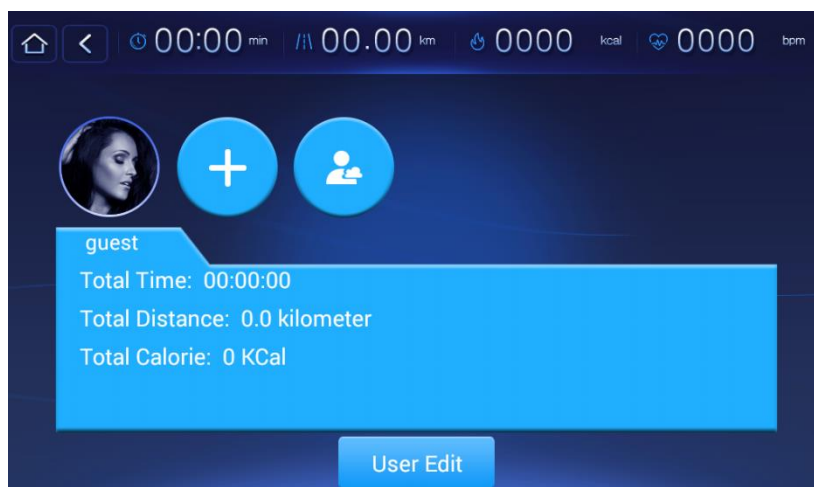 00:00 min 00.00 km 0000 kcal 0000 bpm
guest
Total Time: 00:00:00
Total Distance: 0.0 kilometer
Total Calorie: 0 KCal
User Edit